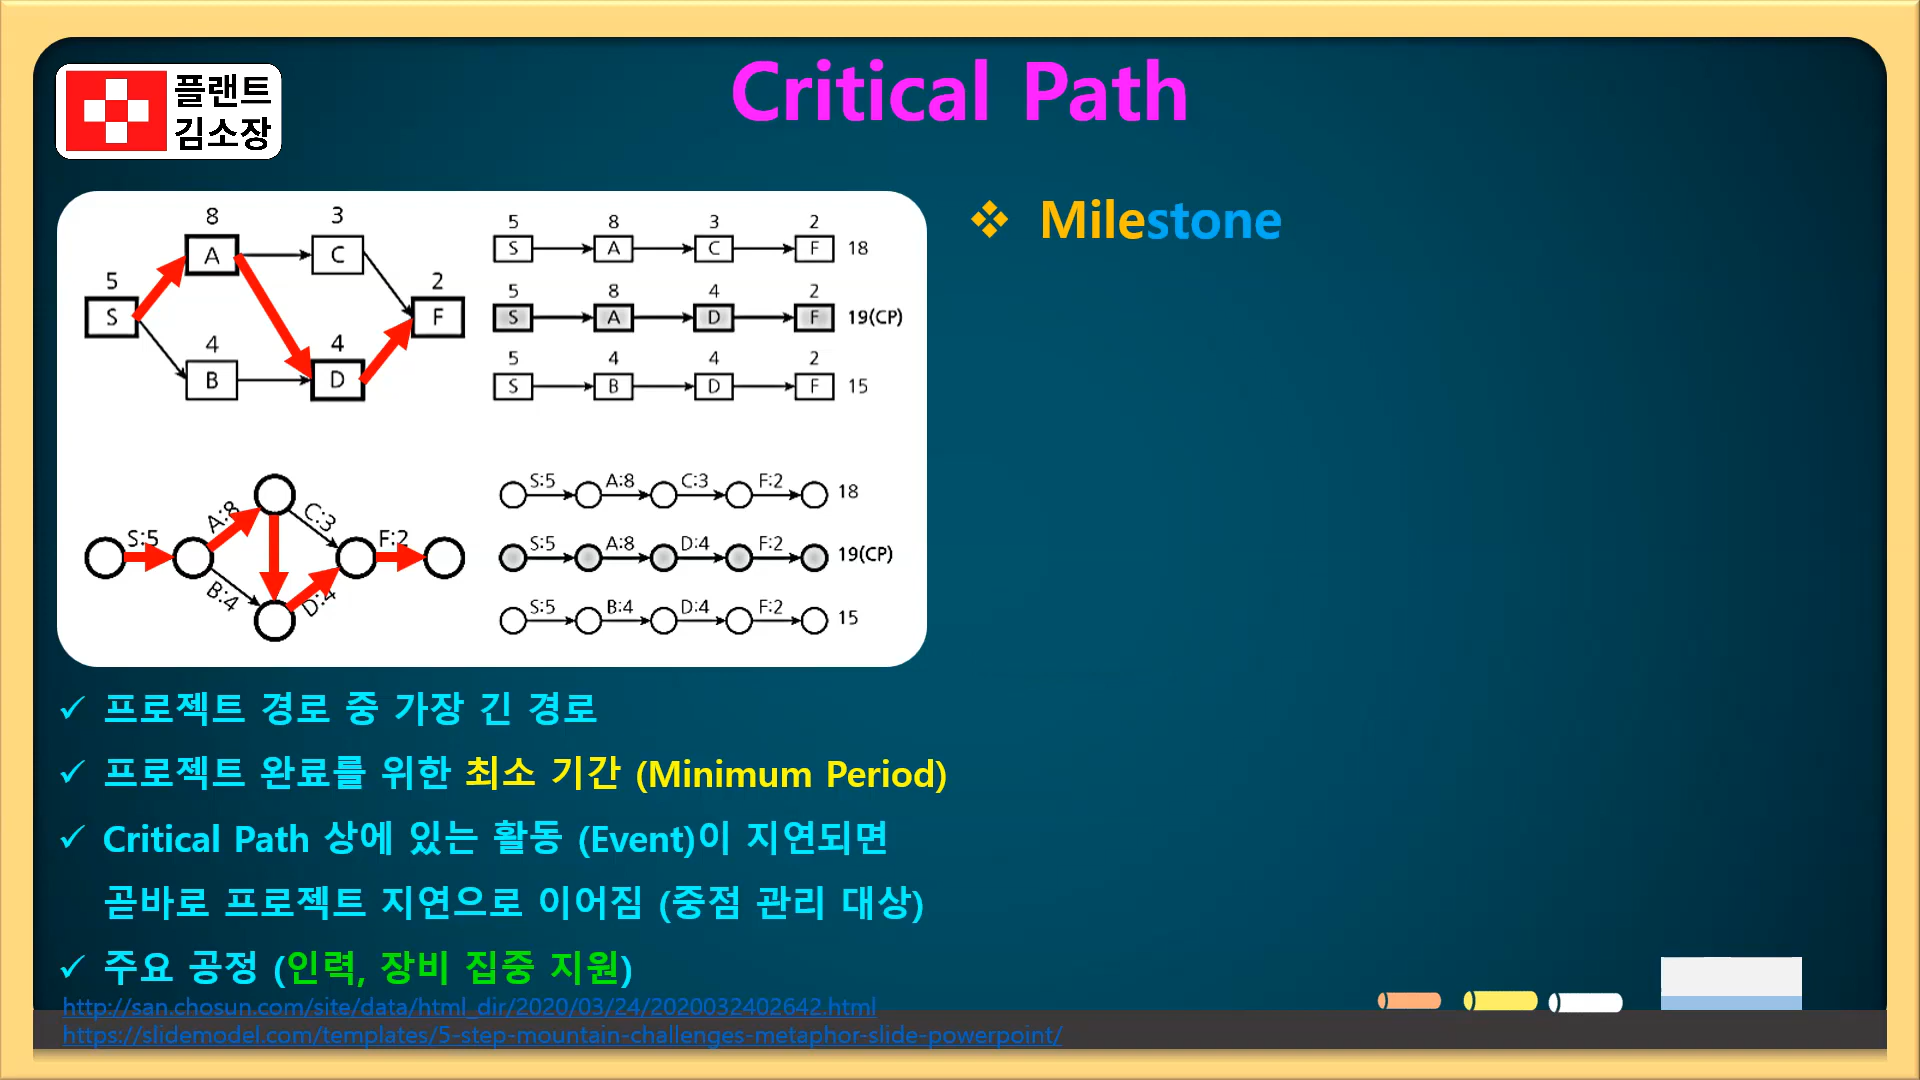 Critical Path
플랜트
김소장
8 3
A C
5 2
S F
4 4
B D
5 8 3 2
S A C F 18
5 8 4 2
S A D F 19(CP)
5 4 4 2
S B D F 15
A:8 C:3
S:5 F:2
B:4 D:4
S:5 A:8 C:3 F:2 18
S:5 A:8 D:4 F:2 19(CP)
S:5 B:4 D:4 F:2 15
✓ 프로젝트 경로 중 가장 긴 경로
✓ 프로젝트 완료를 위한 최소 기간 (Minimum Period)
✓ Critical Path 상에 있는 활동 (Event)이 지연되면
곧바로 프로젝트 지연으로 이어짐 (중점 관리 대상)
✓ 주요 공정 (인력, 장비 집중 지원)
❖ Milestone
http://san.chosun.com/site/data/html_dir/2020/03/24/2020032402642.html
https://slidemodel.com/templates/5-step-mountain-challenges-metaphor-slide-powerpoint/